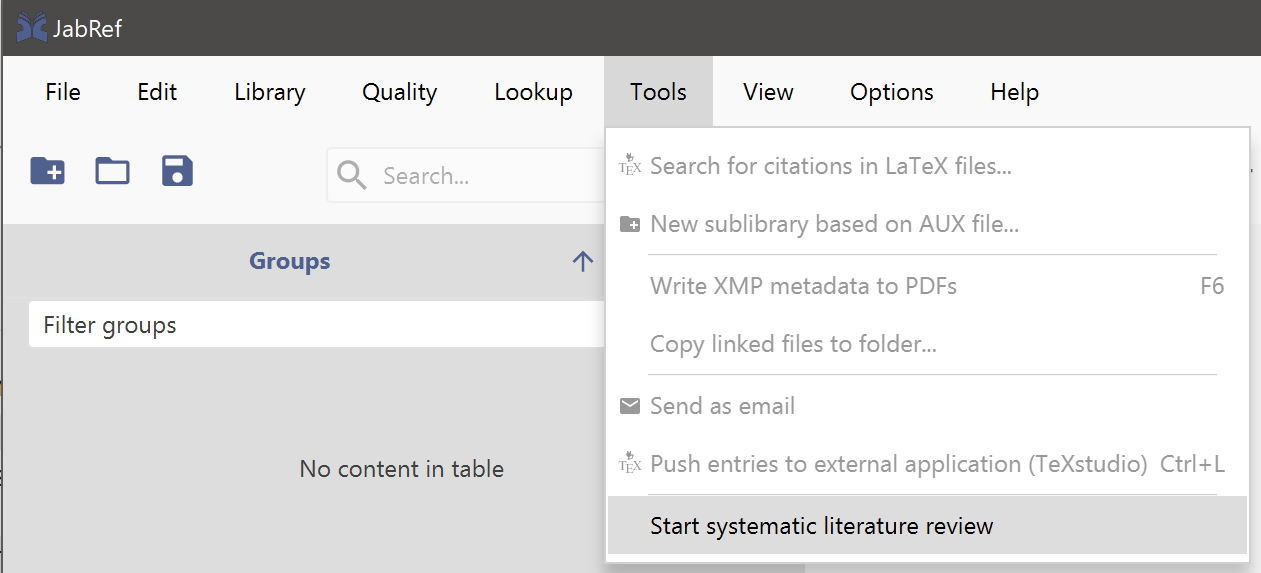 JabRef
File Edit Library Quality Lookup Tools View Options Help
Search...
Groups
Filter groups
No content in table
TEX Search for citations in LaTeX files...
New sublibrary based on AUX file...
Write XMP metadata to PDFs F6
Copy linked files to folder...
Send as email
TEX Push entries to external application (TeXstudio) Ctrl+L
Start systematic literature review